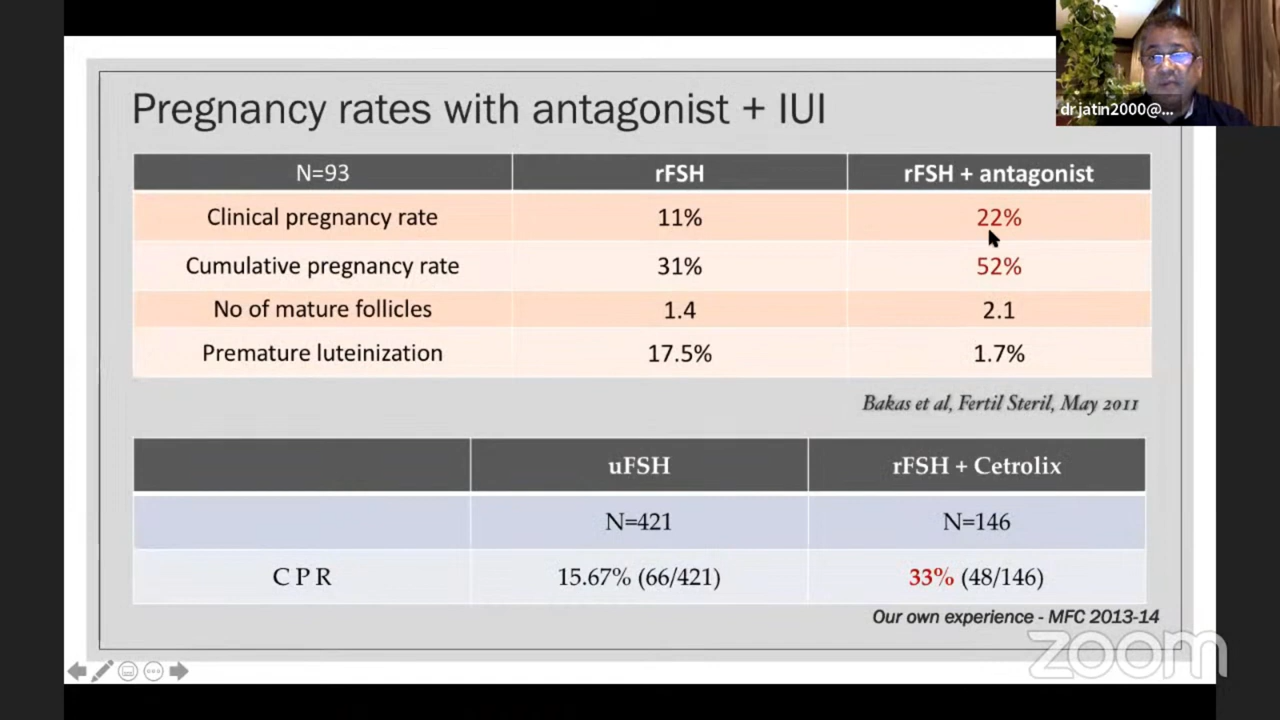 dr.jatin2000@...
Pregnancy rates with antagonist + IUI
N=93 rFSH rFSH + antagonist
Clinical pregnancy rate 11% 22%
Cumulative pregnancy rate 31% 52%
No of mature follicles 1.4 2.1
Premature luteinization 17.5% 1.7%
Bakas et al, Fertil Steril, May 2011
uFSH rFSH + Cetrolix
N=421 N=146
C P R 15.67% (66/421) 33% (48/146)
Our own experience - MFC 2013-14
zoom